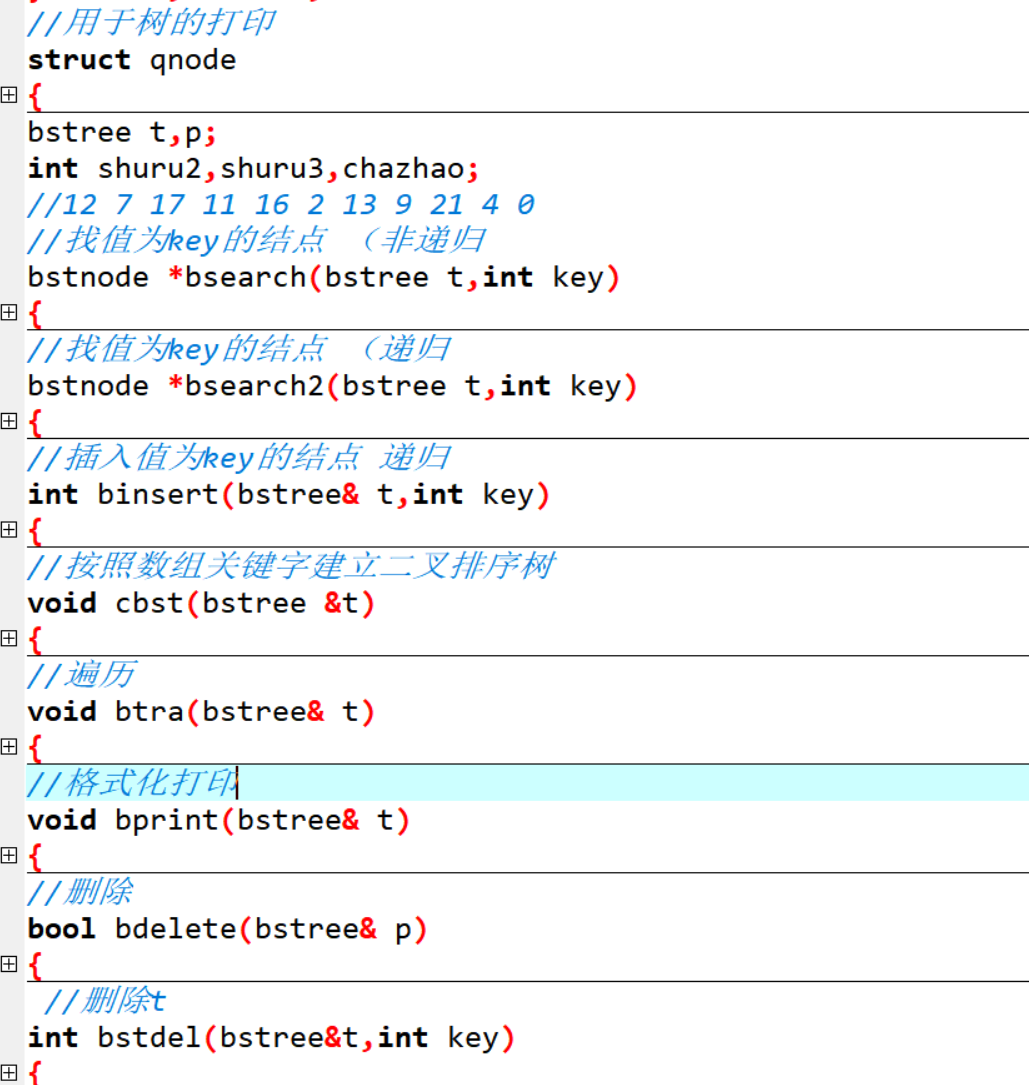 //用于树的打印
struct qnode
{
bstree t,p;
int shuru2,shuru3,chazhao;
//12 7 17 11 16 2 13 9 21 4 0
//找值为key的结点 （非递归
bstnode *bsearch(bstree t,int key)
{
//找值为key的结点 （递归
bstnode *bsearch2(bstree t,int key)
{
//插入值为key的结点 递归
int binsert(bstree& t,int key)
{
//按照数组关键字建立二叉排序树
void cbst(bstree &t)
{
//遍历
void btra(bstree& t)
{
//格式化打印
void bprint(bstree& t)
{
//删除
bool bdelete(bstree& p)
{
//删除t
int bstdel(bstree&t,int key)
{